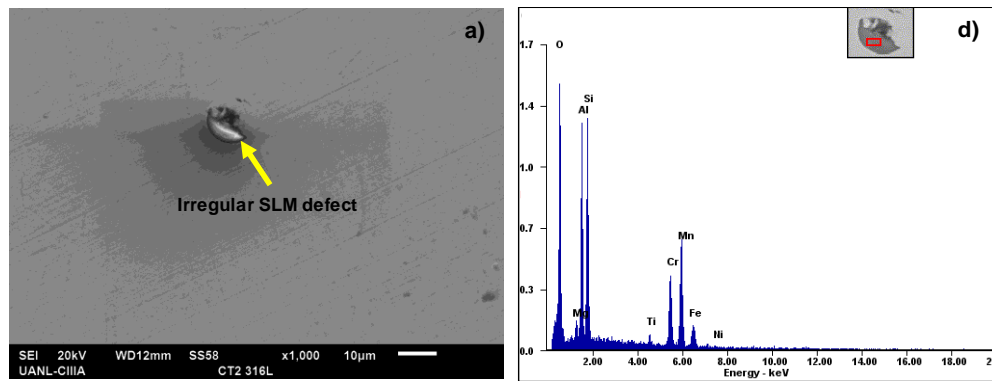 a)
Irregular SLM defect
SEI 20kV WD12mm SS58 x1,000 10µm
UANL-CIIIA CT2 316L
d)
1.7
O
1.4
Si
Al
1.0
0.7
Mn
Cr
0.3
Mg
Ti
Fe
Ni
0.0
2.00 4.00 6.00 8.00 10.00 12.00 14.00 16.00 18.00
Energy - keV